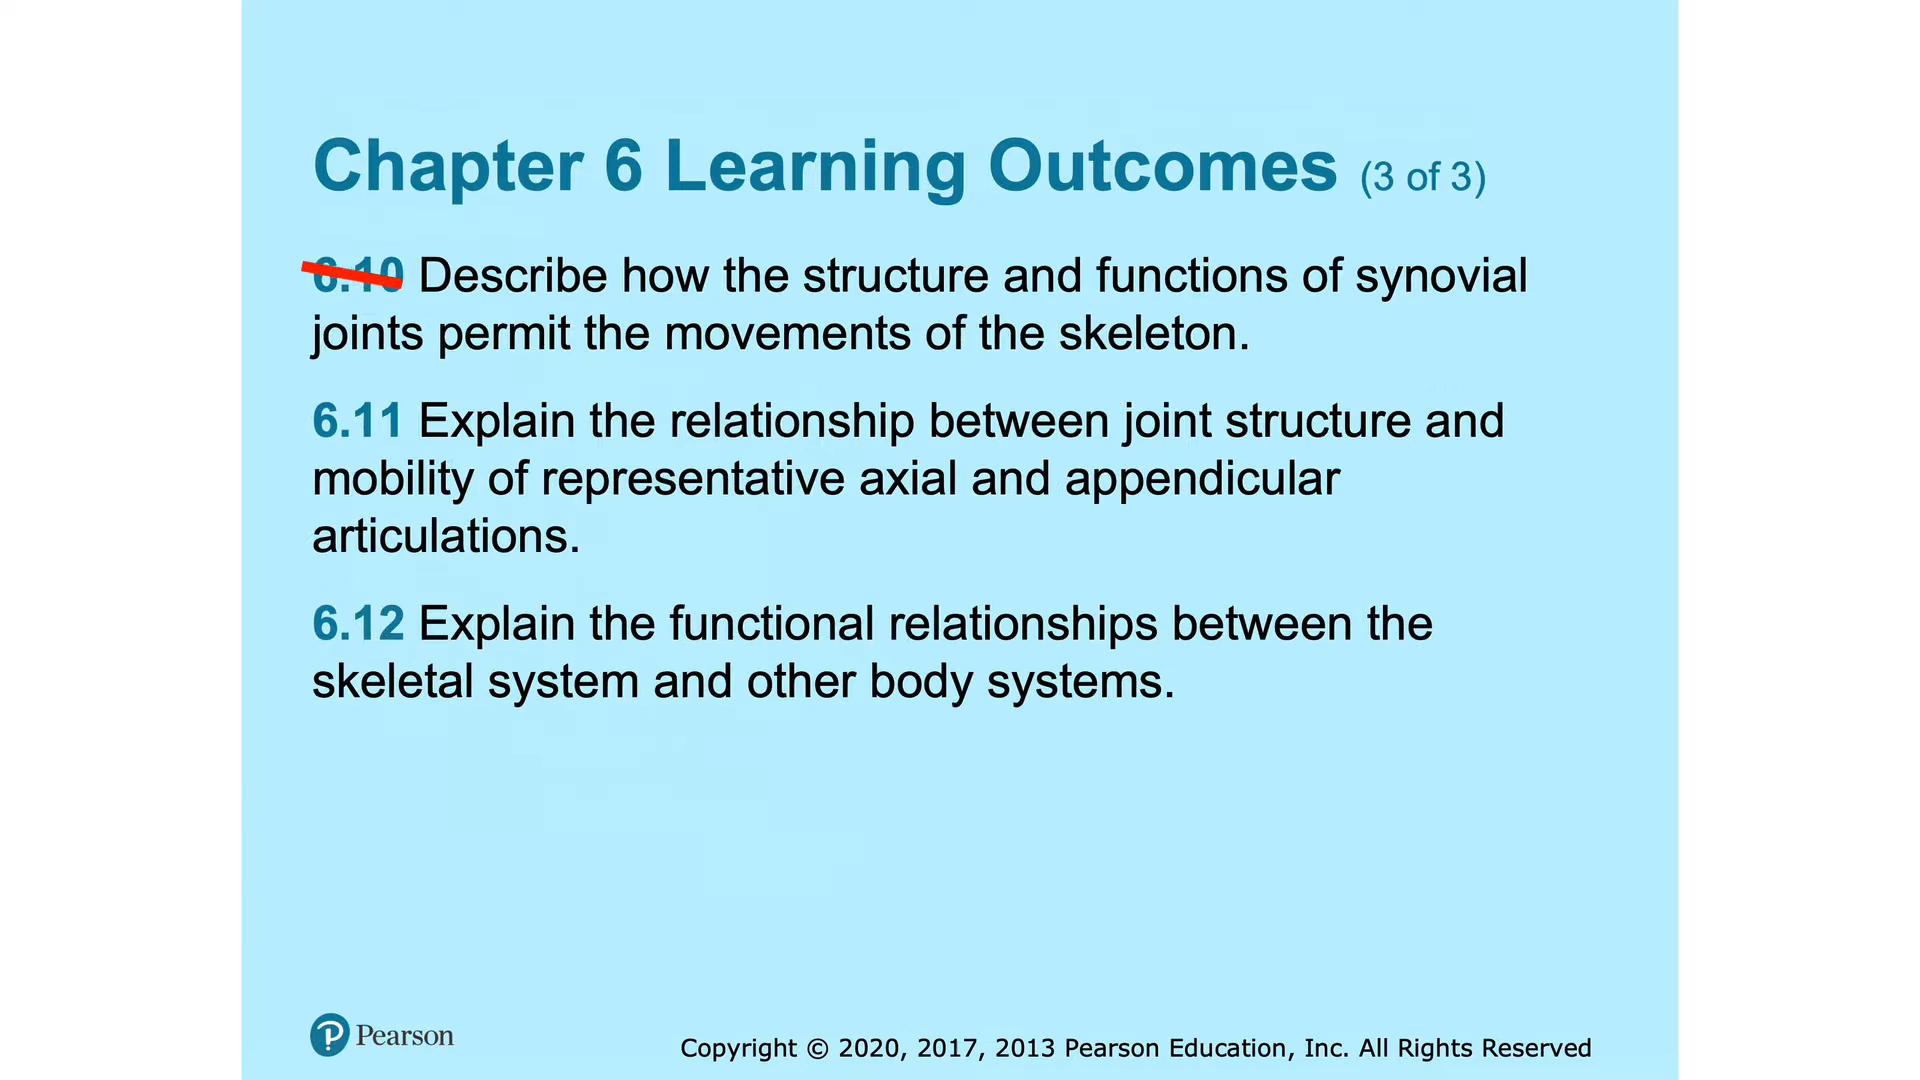 Chapter 6 Learning Outcomes (3 of 3)
6.10 Describe how the structure and functions of synovial
joints permit the movements of the skeleton.
6.11 Explain the relationship between joint structure and
mobility of representative axial and appendicular
articulations.
6.12 Explain the functional relationships between the
skeletal system and other body systems.
Pearson
Copyright © 2020, 2017, 2013 Pearson Education, Inc. All Rights Reserved